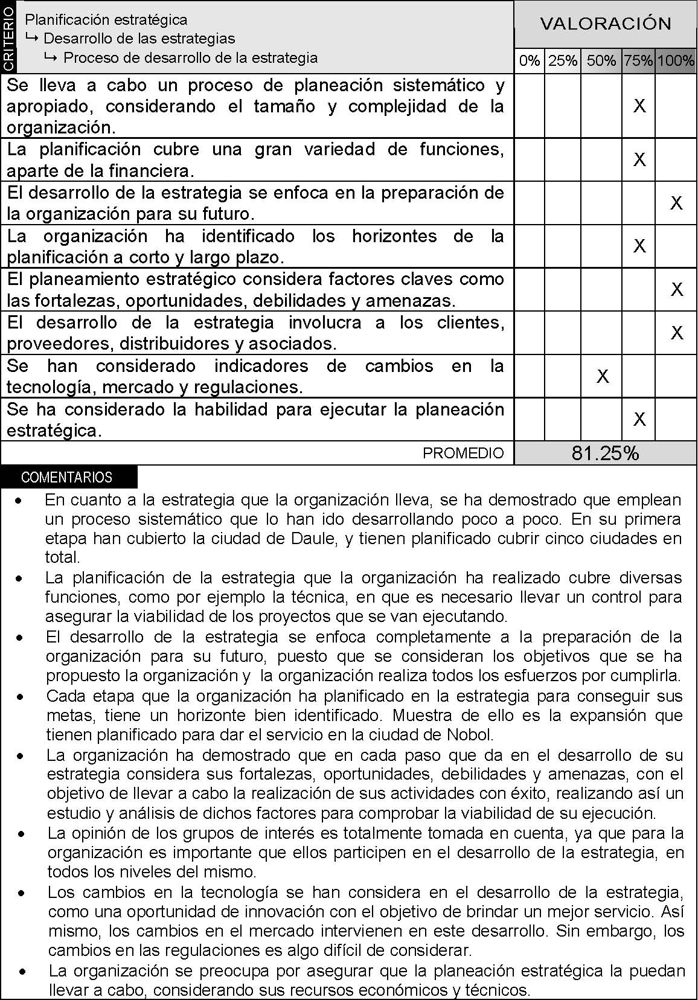 CRITERIO
Planificación estratégica
↳ Desarrollo de las estrategias
↳ Proceso de desarrollo de la estrategia
VALORACIÓN
0% 25% 50% 75% 100%
Se lleva a cabo un proceso de planeación sistemático y
apropiado, considerando el tamaño y complejidad de la
organización.
X
La planificación cubre una gran variedad de funciones,
aparte de la financiera.
X
El desarrollo de la estrategia se enfoca en la preparación de
la organización para su futuro.
X
La organización ha identificado los horizontes de la
planificación a corto y largo plazo.
X
El planeamiento estratégico considera factores claves como
las fortalezas, oportunidades, debilidades y amenazas.
X
El desarrollo de la estrategia involucra a los clientes,
proveedores, distribuidores y asociados.
X
Se han considerado indicadores de cambios en la
tecnología, mercado y regulaciones.
X
Se ha considerado la habilidad para ejecutar la planeación
estratégica.
X
PROMEDIO 81.25%
COMENTARIOS
• En cuanto a la estrategia que la organización lleva, se ha demostrado que emplean
un proceso sistemático que lo han ido desarrollando poco a poco. En su primera
etapa han cubierto la ciudad de Daule, y tienen planificado cubrir cinco ciudades en
total.
• La planificación de la estrategia que la organización ha realizado cubre diversas
funciones, como por ejemplo la técnica, en que es necesario llevar un control para
asegurar la viabilidad de los proyectos que se van ejecutando.
• El desarrollo de la estrategia se enfoca completamente a la preparación de la
organización para su futuro, puesto que se consideran los objetivos que se ha
propuesto la organización y la organización realiza todos los esfuerzos por cumplirla.
• Cada etapa que la organización ha planificado en la estrategia para conseguir sus
metas, tiene un horizonte bien identificado. Muestra de ello es la expansión que
tienen planificado para dar el servicio en la ciudad de Nobol.
• La organización ha demostrado que en cada paso que da en el desarrollo de su
estrategia considera sus fortalezas, oportunidades, debilidades y amenazas, con el
objetivo de llevar a cabo la realización de sus actividades con éxito, realizando así un
estudio y análisis de dichos factores para comprobar la viabilidad de su ejecución.
• La opinión de los grupos de interés es totalmente tomada en cuenta, ya que para la
organización es importante que ellos participen en el desarrollo de la estrategia, en
todos los niveles del mismo.
• Los cambios en la tecnología se han considera en el desarrollo de la estrategia,
como una oportunidad de innovación con el objetivo de brindar un mejor servicio. Así
mismo, los cambios en el mercado intervienen en este desarrollo. Sin embargo, los
cambios en las regulaciones es algo difícil de considerar.
• La organización se preocupa por asegurar que la planeación estratégica la puedan
llevar a cabo, considerando sus recursos económicos y técnicos.